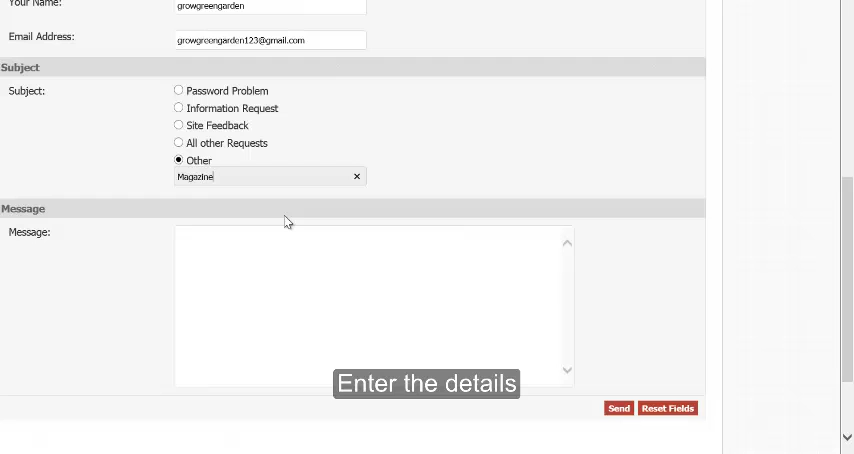 Your Name:
growgreengarden
Email Address:
growgreengarden123@gmail.com
Subject
Subject:
Password Problem
Information Request
Site Feedback
All other Requests
Other
Magazine
Message
Message:
Enter the details
Send
Reset Fields